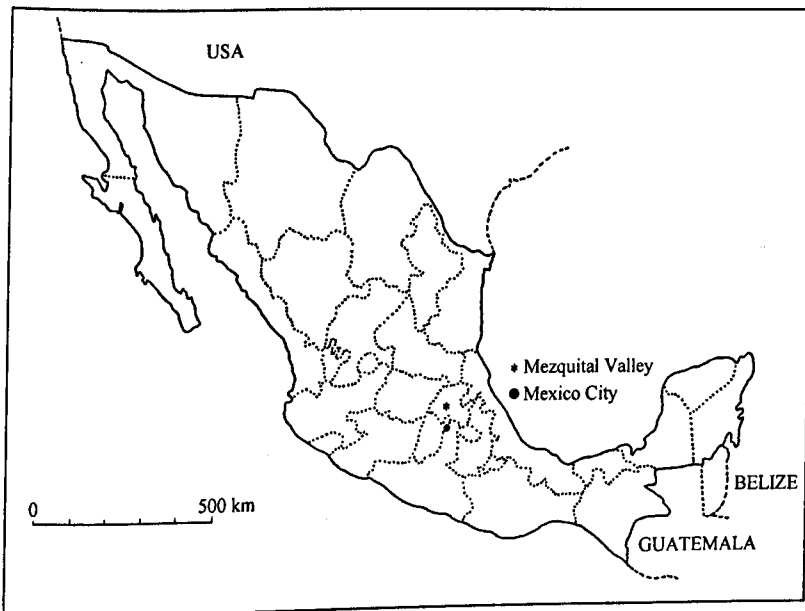 USA
* Mezquital Valley
● Mexico City
0 500 km
BELIZE
GUATEMALA